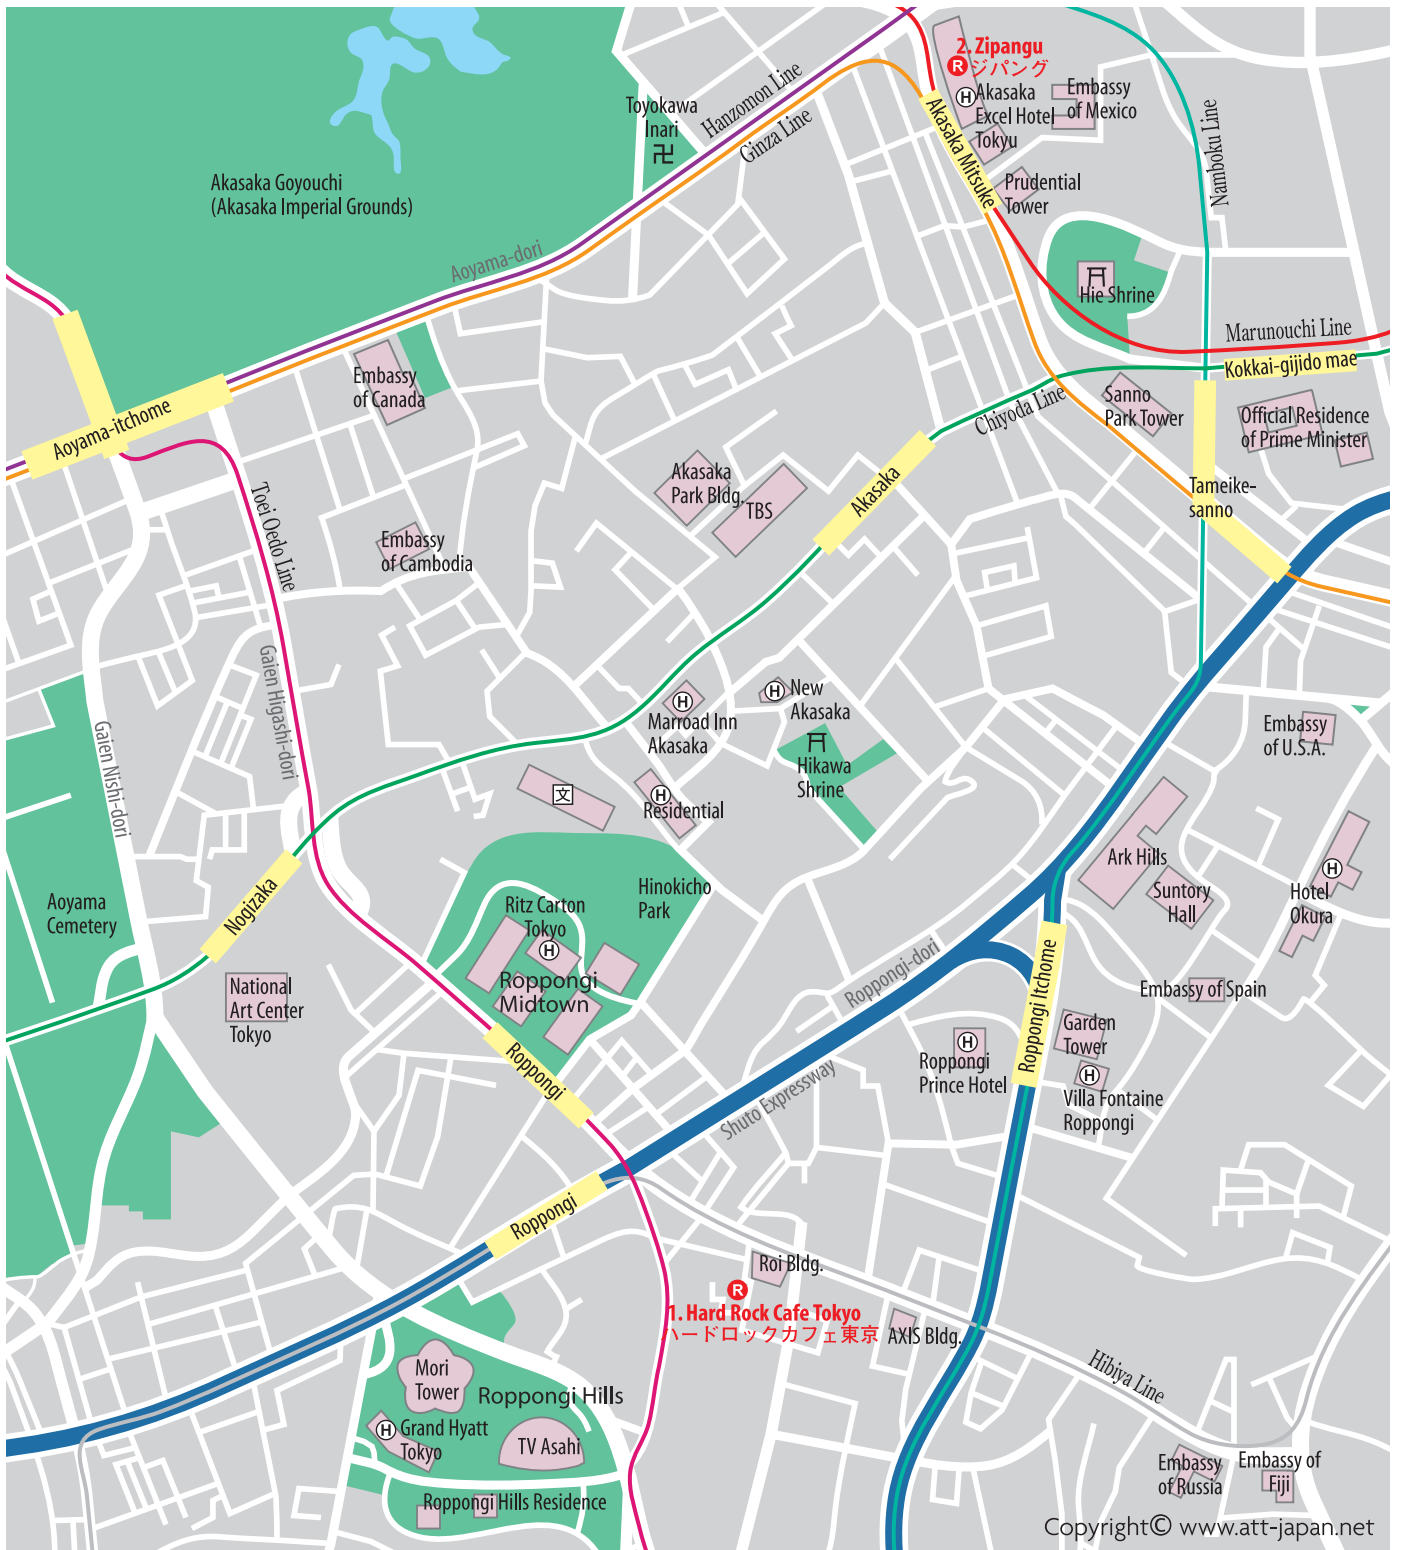 2. Zipangu
R
ジパング
H
Akasaka
Excel Hotel
Tokyu
Embassy
of Mexico
Toyokawa
Inari
卍
Hanzomon Line
Ginza Line
Akasaka Mitsuke
Namboku Line
Akasaka Goyouchi
(Akasaka Imperial Grounds)
Prudential
Tower
Aoyama-dori
Hie Shrine
Marunouchi Line
Kokkai-gijido mae
Embassy
of Canada
Chiyoda Line
Sanno
Park Tower
Official Residence
of Prime Minister
Aoyama-itchome
Akasaka
Park Bldg.
TBS
Akasaka
Tameike-
sanno
Toei Oedo Line
Embassy
of Cambodia
Gaien Higashi-dori
Gaien Nishi-dori
H
Marroad Inn
Akasaka
H
New
Akasaka
Embassy
of U.S.A.
Hikawa
Shrine
文
H
Residential
Ark Hills
Suntory
Hall
H
Hotel
Okura
Aoyama
Cemetery
Nogizaka
Hinokicho
Park
Ritz Carton
Tokyo
H
Roppongi
Midtown
Roppongi-dori
Roppongi Itchome
Embassy of Spain
National
Art Center
Tokyo
Roppongi
H
Roppongi
Prince Hotel
Garden
Tower
H
Villa Fontaine
Roppongi
Shuto Expressway
Roppongi
Roi Bldg.
R
1. Hard Rock Cafe Tokyo
ハードロックカフェ東京
AXIS Bldg.
Hibiya Line
Mori
Tower
Roppongi Hills
H
Grand Hyatt
Tokyo
TV Asahi
Roppongi Hills Residence
Embassy
of Russia
Embassy of
Fiji
Copyright© www.att-japan.net